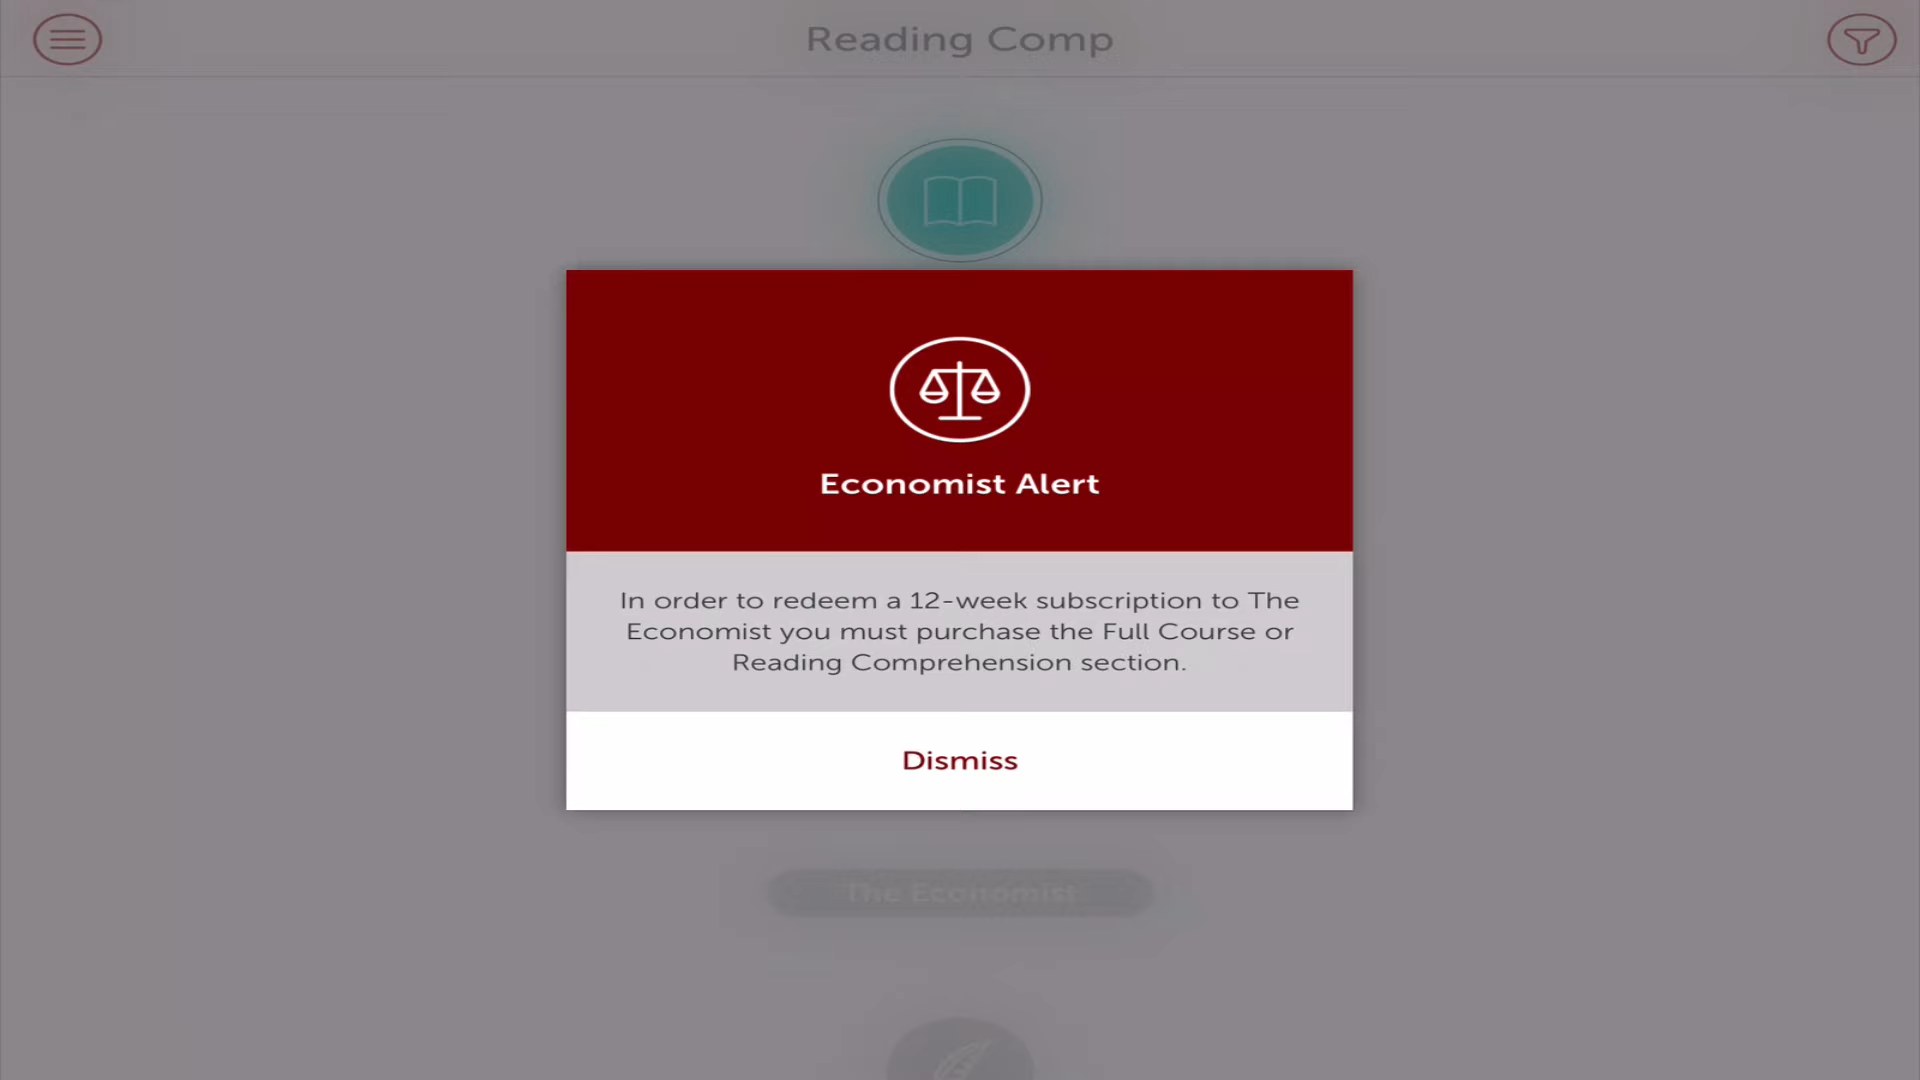 Reading Comp
Economist Alert
In order to redeem a 12-week subscription to The
Economist you must purchase the Full Course or
Reading Comprehension section.
Dismiss
The Economist